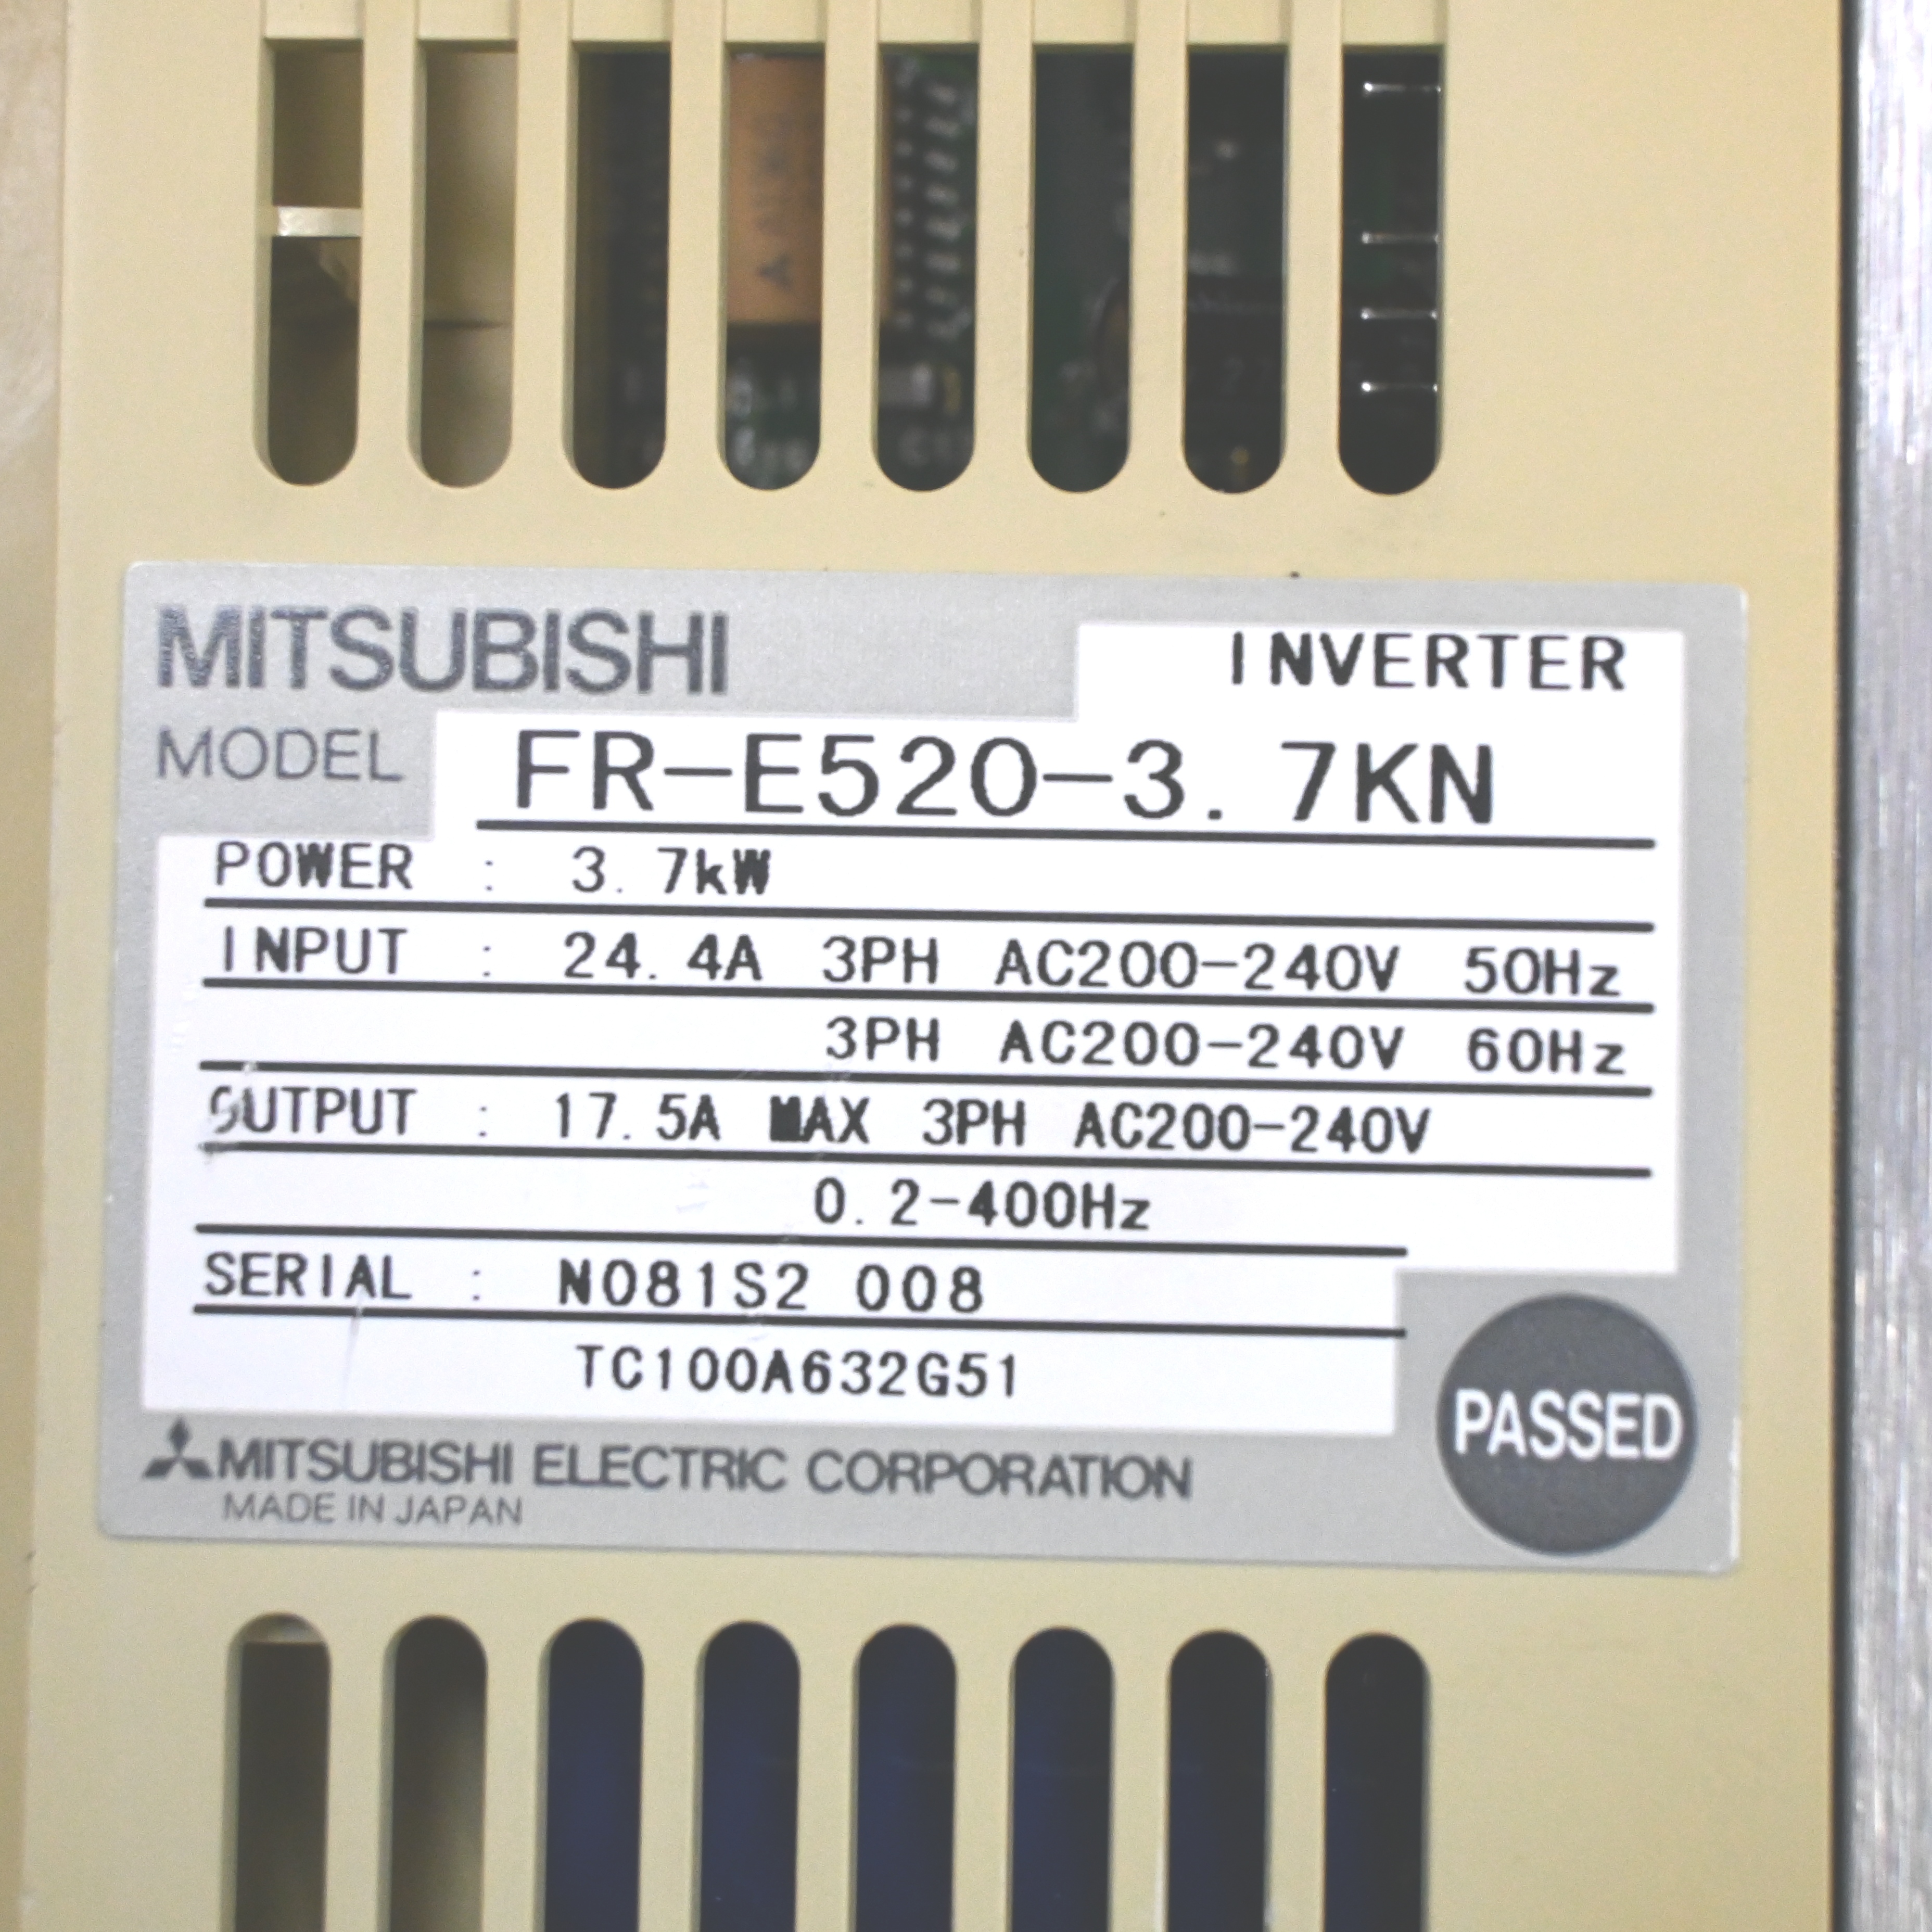 MITSUBISHI
INVERTER
MODEL FR-E520-3.7KN
POWER : 3.7kW
INPUT : 24.4A 3PH AC200-240V 50Hz
3PH AC200-240V 60Hz
OUTPUT : 17.5A MAX 3PH AC200-240V
0.2-400Hz
SERIAL : N081S2 008
TC100A632G51
PASSED
MITSUBISHI ELECTRIC CORPORATION
MADE IN JAPAN